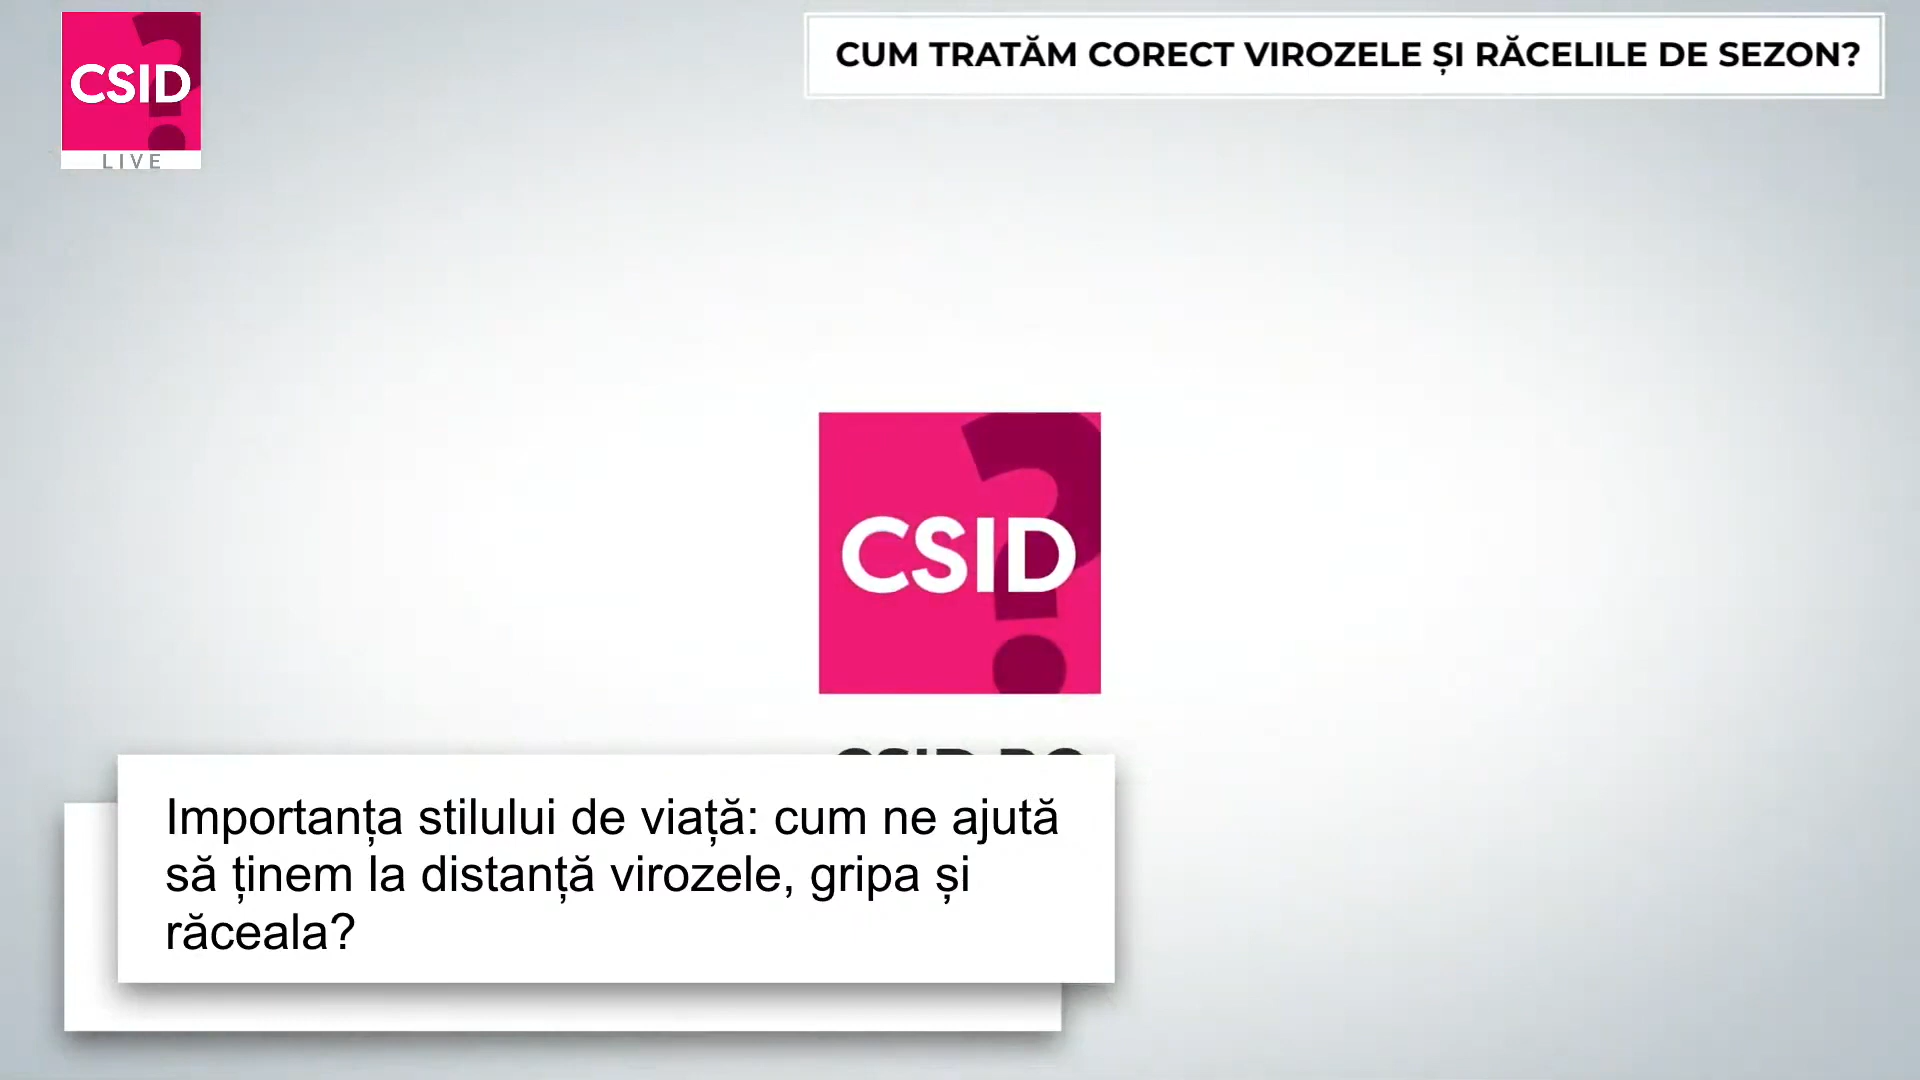 CSID
LIVE
CUM TRATĂM CORECT VIROZELE ȘI RĂCELILE DE SEZON?
CSID
Importanța stilului de viață: cum ne ajută
să ținem la distanță virozele, gripa și
răceala?